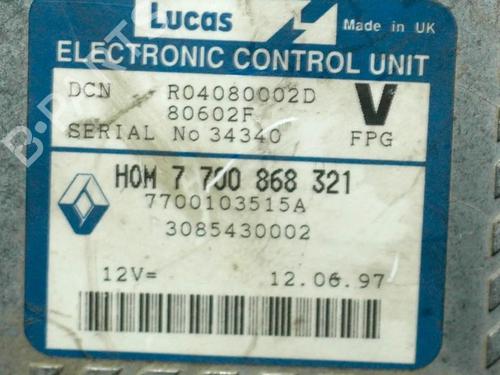 Lucas Made in UK
ELECTRONIC CONTROL UNIT
DCN R04080002D
80602F V
SERIAL No 34340 FPG
HOM 7 700 868 321
7700103515A
3085430002
12V= 12.06.97
B-PARTS